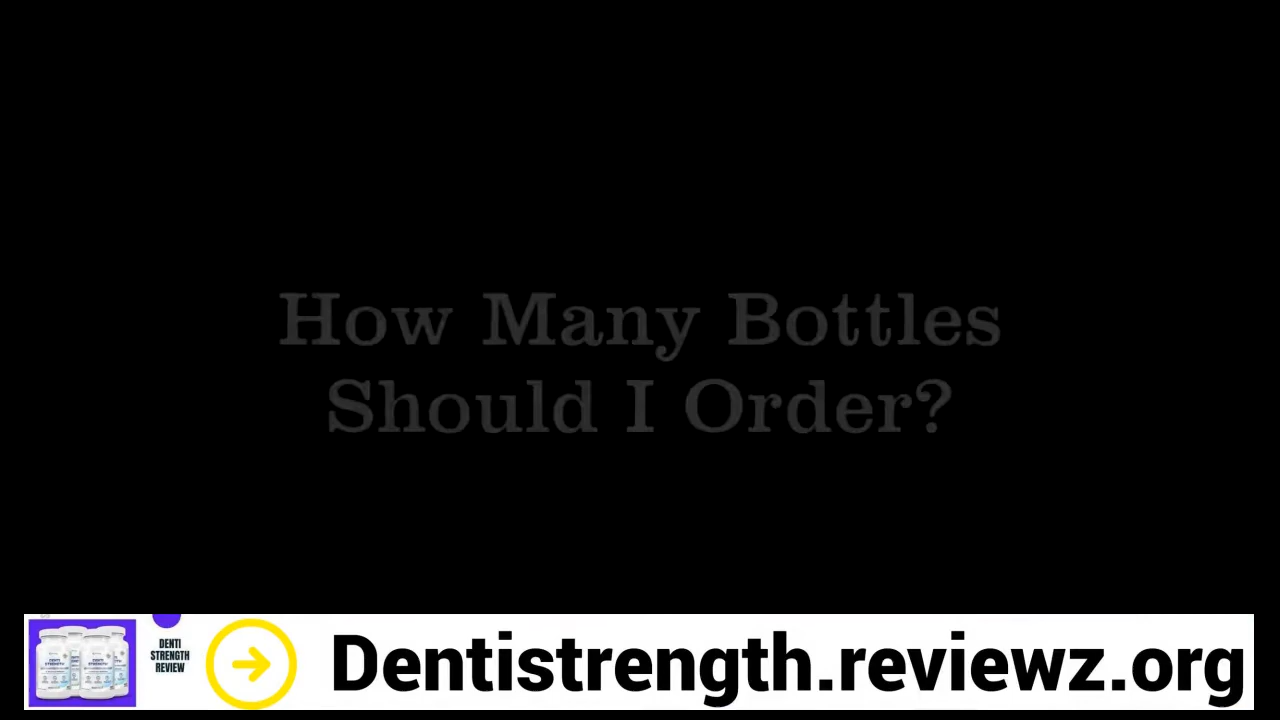 How Many Bottles
Should I Order?
DENTI
STRENGTH
REVIEW
Dentistrength.reviewz.org